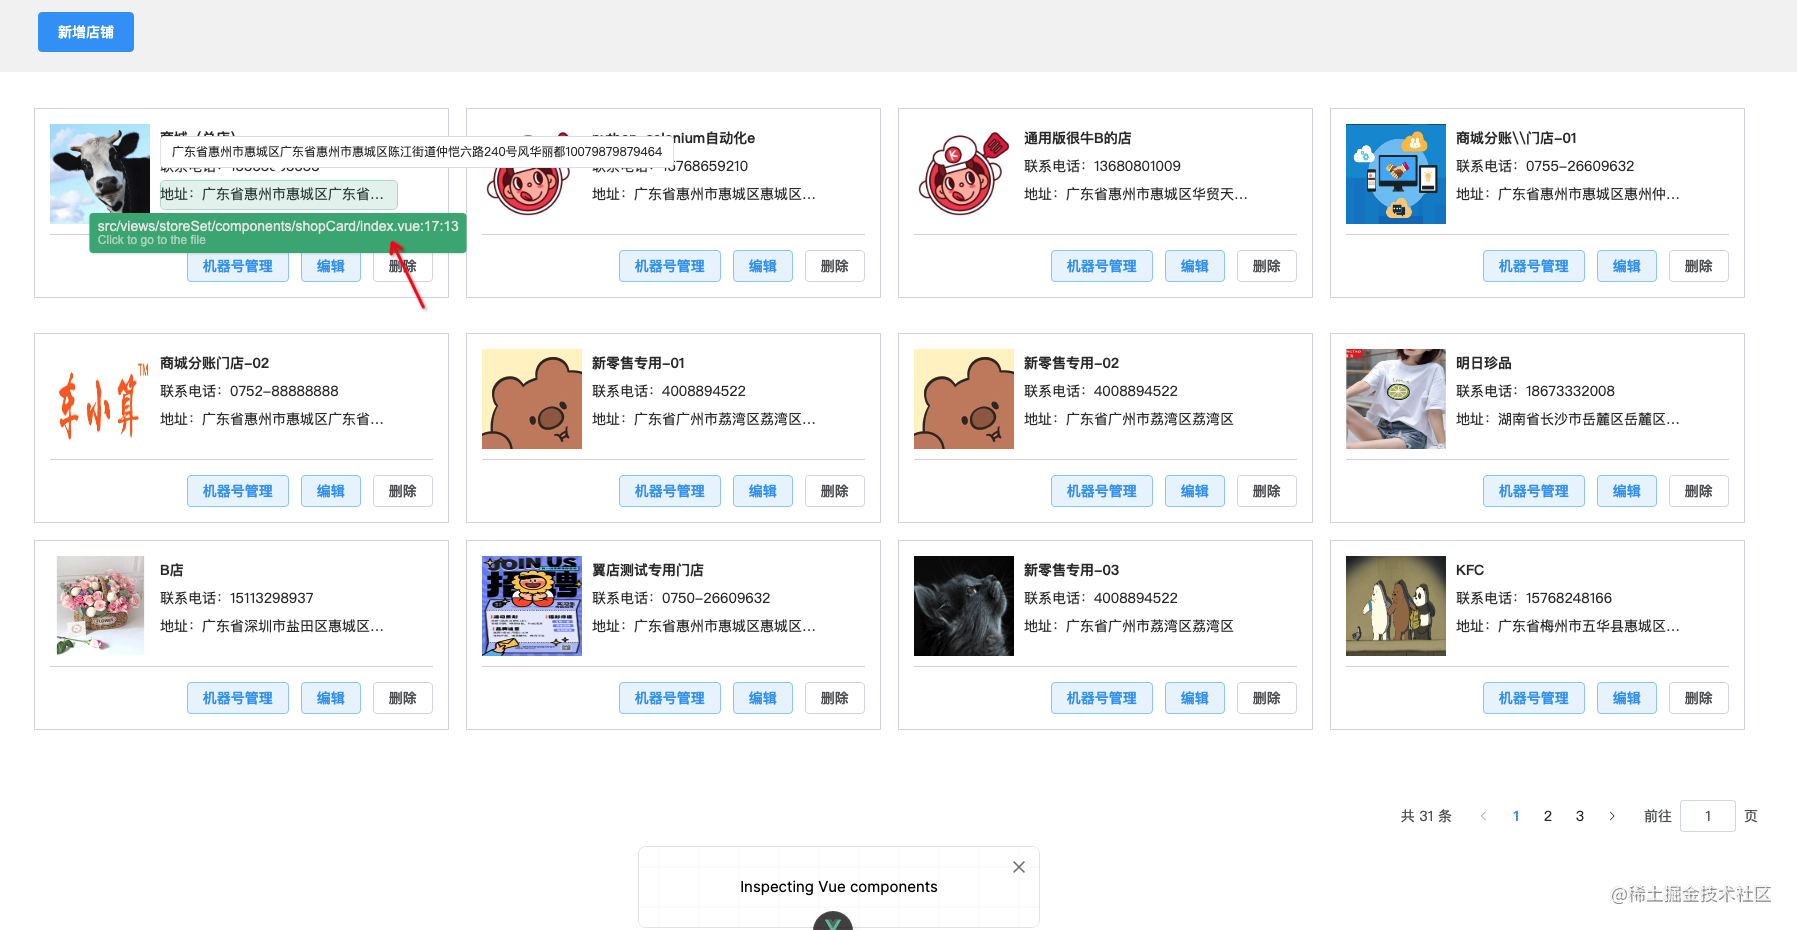 新增店铺
商城（总店）
广东省惠州市惠城区广东省惠州市惠城区陈江街道仲恺六路240号风华丽都10079879879464
地址：广东省惠州市惠城区广东省...
src/views/storeSet/components/shopCard/index.vue:17:13
Click to go to the file
机器号管理
编辑
删除
nium自动化e
联系电话：
768659210
地址：广东省惠州市惠城区惠城区...
机器号管理
编辑
删除
通用版很牛B的店
联系电话：13680801009
地址：广东省惠州市惠城区华贸天...
机器号管理
编辑
删除
商城分账\\门店-01
联系电话：0755-26609632
地址：广东省惠州市惠城区惠州仲...
机器号管理
编辑
删除
车小算
TM
商城分账门店-02
联系电话：0752-88888888
地址：广东省惠州市惠城区广东省...
机器号管理
编辑
删除
新零售专用-01
联系电话：4008894522
地址：广东省广州市荔湾区荔湾区...
机器号管理
编辑
删除
新零售专用-02
联系电话：4008894522
地址：广东省广州市荔湾区荔湾区
机器号管理
编辑
删除
明日珍品
联系电话：18673332008
地址：湖南省长沙市岳麓区岳麓区...
机器号管理
编辑
删除
B店
联系电话：15113298937
地址：广东省深圳市盐田区惠城区...
机器号管理
编辑
删除
JOIN US
招聘
翼店测试专用门店
联系电话：0750-26609632
地址：广东省惠州市惠城区惠城区...
机器号管理
编辑
删除
新零售专用-03
联系电话：4008894522
地址：广东省广州市荔湾区荔湾区
机器号管理
编辑
删除
KFC
联系电话：15768248166
地址：广东省梅州市五华县惠城区...
机器号管理
编辑
删除
共 31 条
1
2
3
前往
1
页
Inspecting Vue components
@稀土掘金技术社区